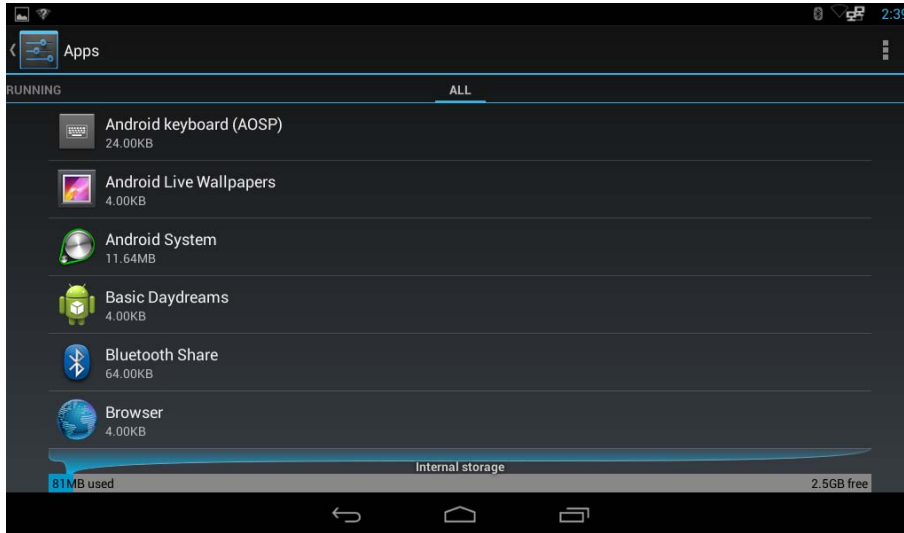 2:39
Apps
RUNNING
ALL
Android keyboard (AOSP)
24.00KB
Android Live Wallpapers
4.00KB
Android System
11.64MB
Basic Daydreams
4.00KB
Bluetooth Share
64.00KB
Browser
4.00KB
Internal storage
81MB used
2.5GB free